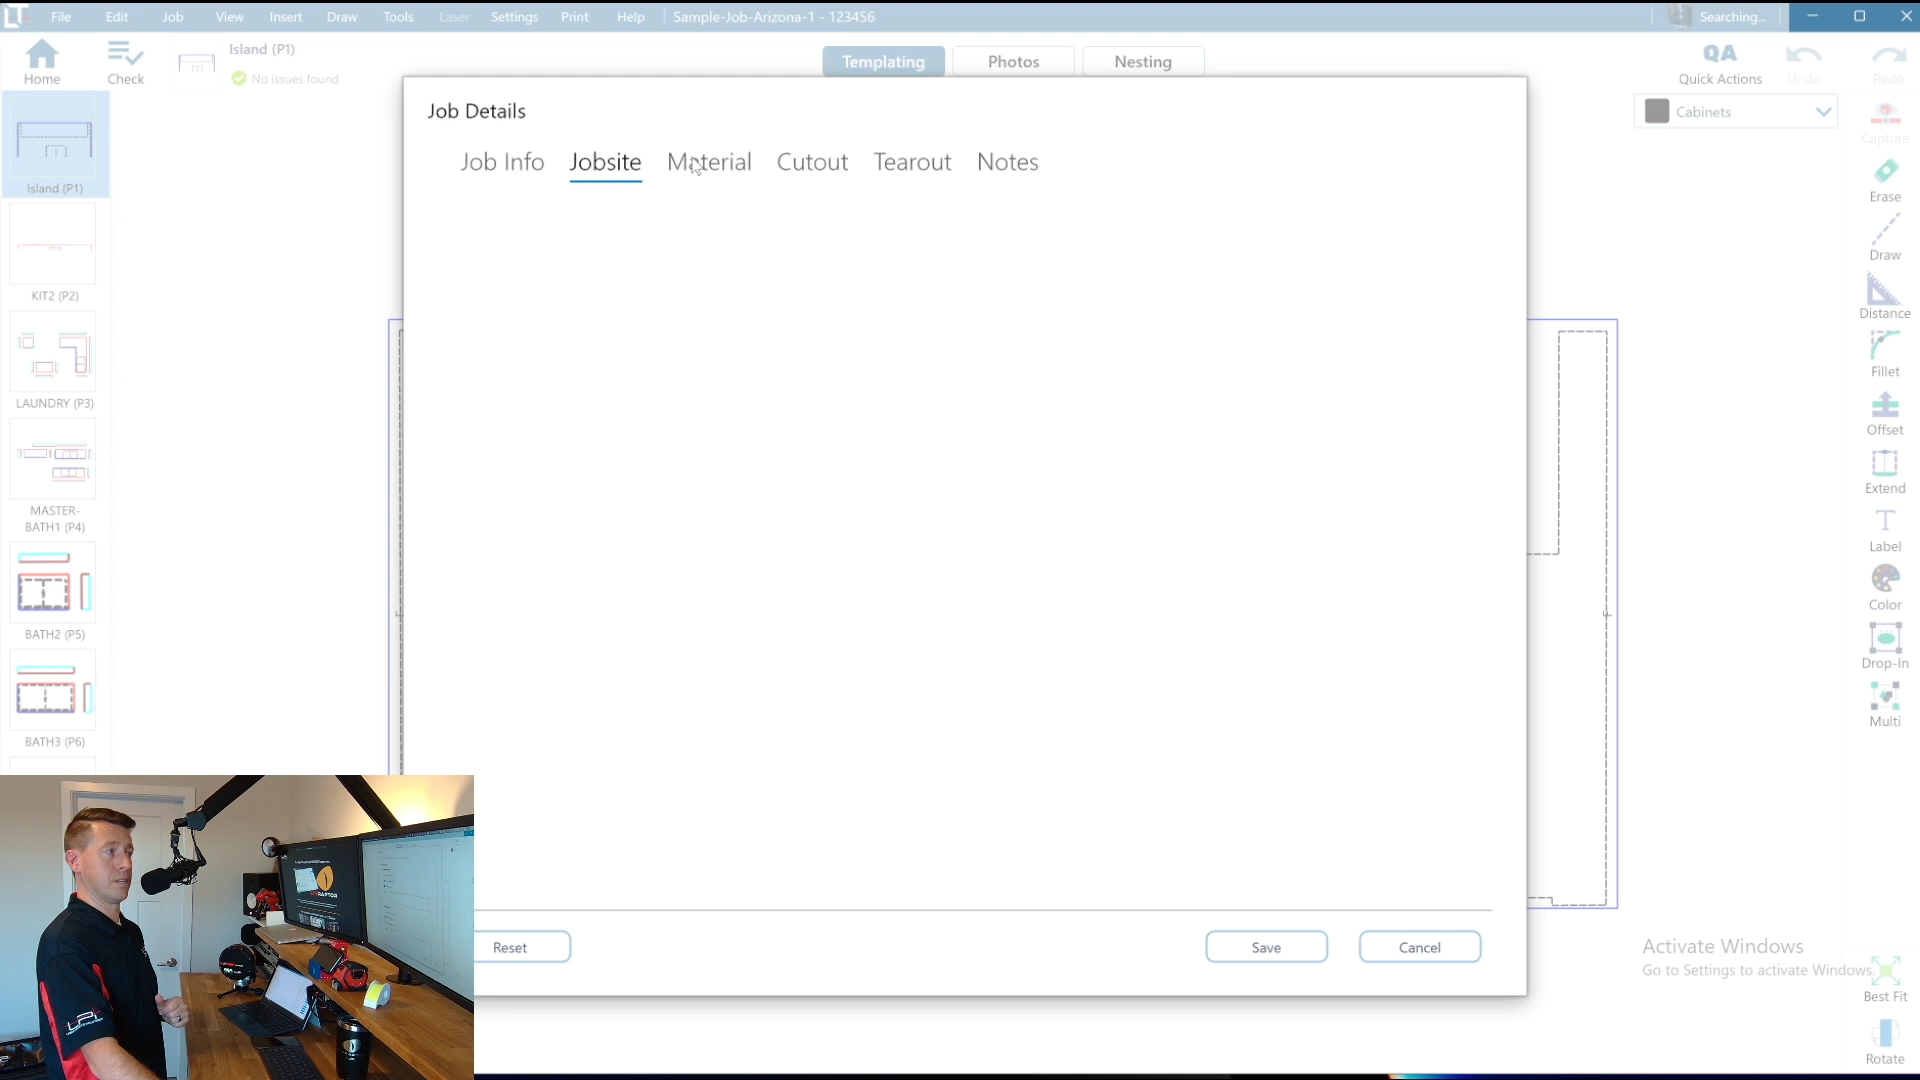 LT
File Edit Job View Insert Draw Tools Laser Settings Print Help Sample-Job-Arizona-1 - 123456 Searching...
Home
Check
Island (P1)
No issues found
Templating
Photos
Nesting
QA
Quick Actions
Undo
Redo
Cabinets
Job Details
Job Info Jobsite Material Cutout Tearout Notes
Island (P1)
KIT2 (P2)
LAUNDRY (P3)
MASTER-
BATH1 (P4)
BATH2 (P5)
BATH3 (P6)
Capture
Erase
Draw
Distance
Fillet
Offset
Extend
T
Label
Color
Drop-In
Multi
Reset
Save
Cancel
Activate Windows
Go to Settings to activate Windows.
Best Fit
Rotate
LPI
RAPTOR